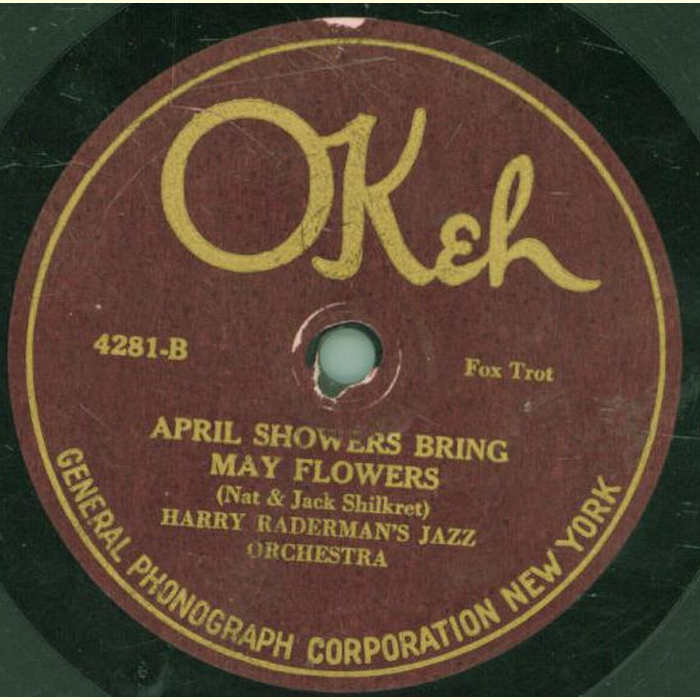 OKeh
4281-B
Fox Trot
APRIL SHOWERS BRING
MAY FLOWERS
(Nat & Jack Shilkret)
HARRY RADERMAN'S JAZZ
ORCHESTRA
GENERAL PHONOGRAPH CORPORATION NEW YORK